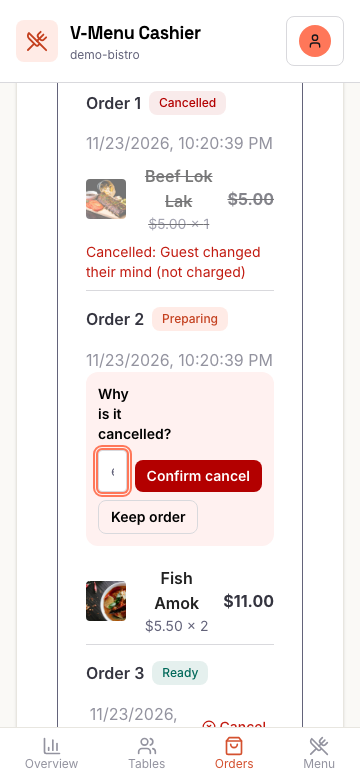 V-Menu Cashier
demo-bistro
Order 1 Cancelled
11/23/2026, 10:20:39 PM
Beef Lok
Lak
$5.00
$5.00 × 1
Cancelled: Guest changed
their mind (not charged)
Order 2 Preparing
11/23/2026, 10:20:39 PM
Why
is it
cancelled?
Confirm cancel
Keep order
Fish
Amok
$11.00
$5.50 × 2
Order 3 Ready
11/23/2026,
Cancel
Overview Tables Orders Menu